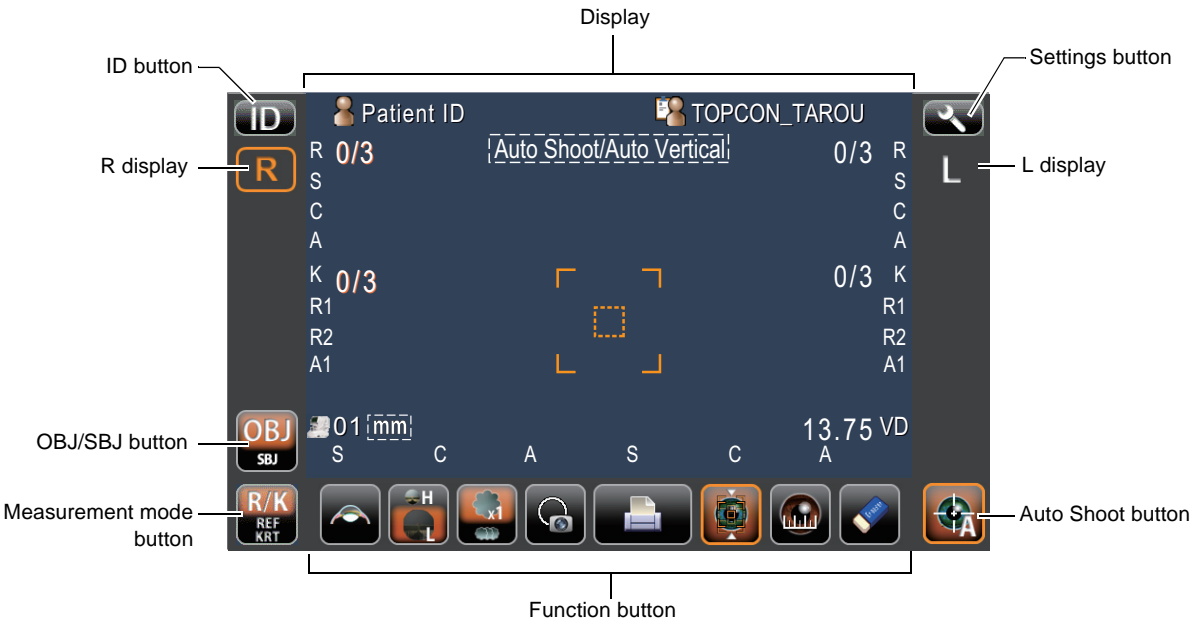 Display
ID button
Settings button
ID
Patient ID
TOPCON_TAROU
R display
R
R 0/3
Auto Shoot/Auto Vertical
0/3 R
L
L display
S
S
C
C
A
A
K 0/3
0/3 K
R1
R1
R2
R2
A1
A1
OBJ/SBJ button
OBJ
SBJ
01 mm
13.75 VD
S C A S C A
Measurement mode
button
R/K
REF
KRT
H
L
x1
A
Auto Shoot button
Function button